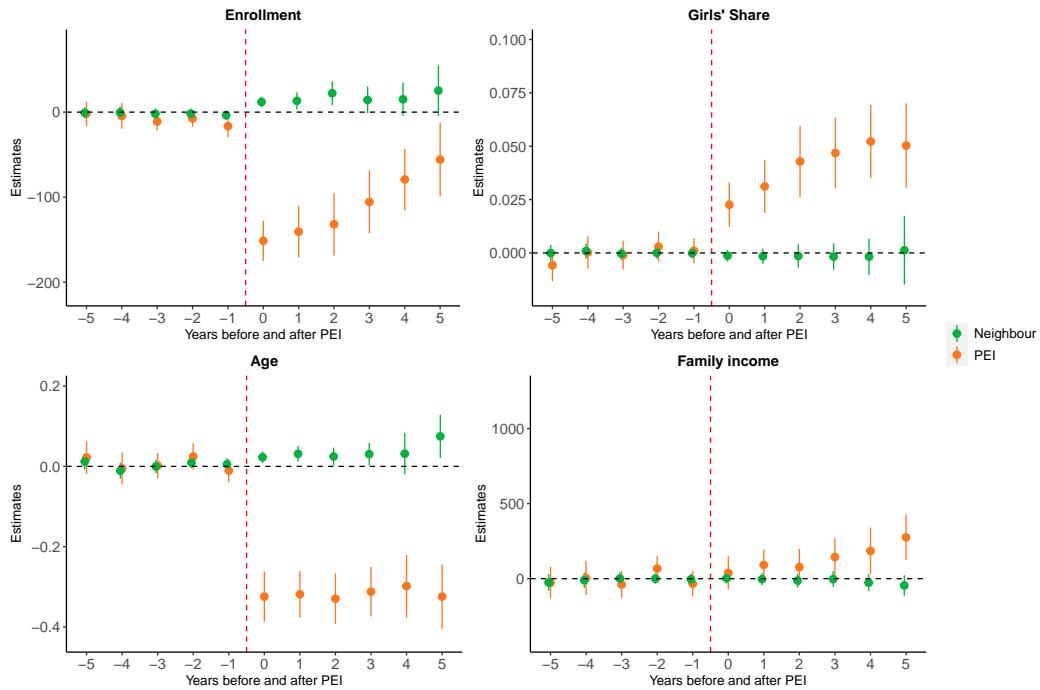 Enrollment
Estimates
0
−100
−200
−5 −4 −3 −2 −1 0 1 2 3 4 5
Years before and after PEI
Girls' Share
Estimates
0.100
0.075
0.050
0.025
0.000
−5 −4 −3 −2 −1 0 1 2 3 4 5
Years before and after PEI
Neighbour
PEI
Age
Estimates
0.2
0.0
−0.2
−0.4
−5 −4 −3 −2 −1 0 1 2 3 4 5
Years before and after PEI
Family income
Estimates
1000
500
0
−5 −4 −3 −2 −1 0 1 2 3 4 5
Years before and after PEI